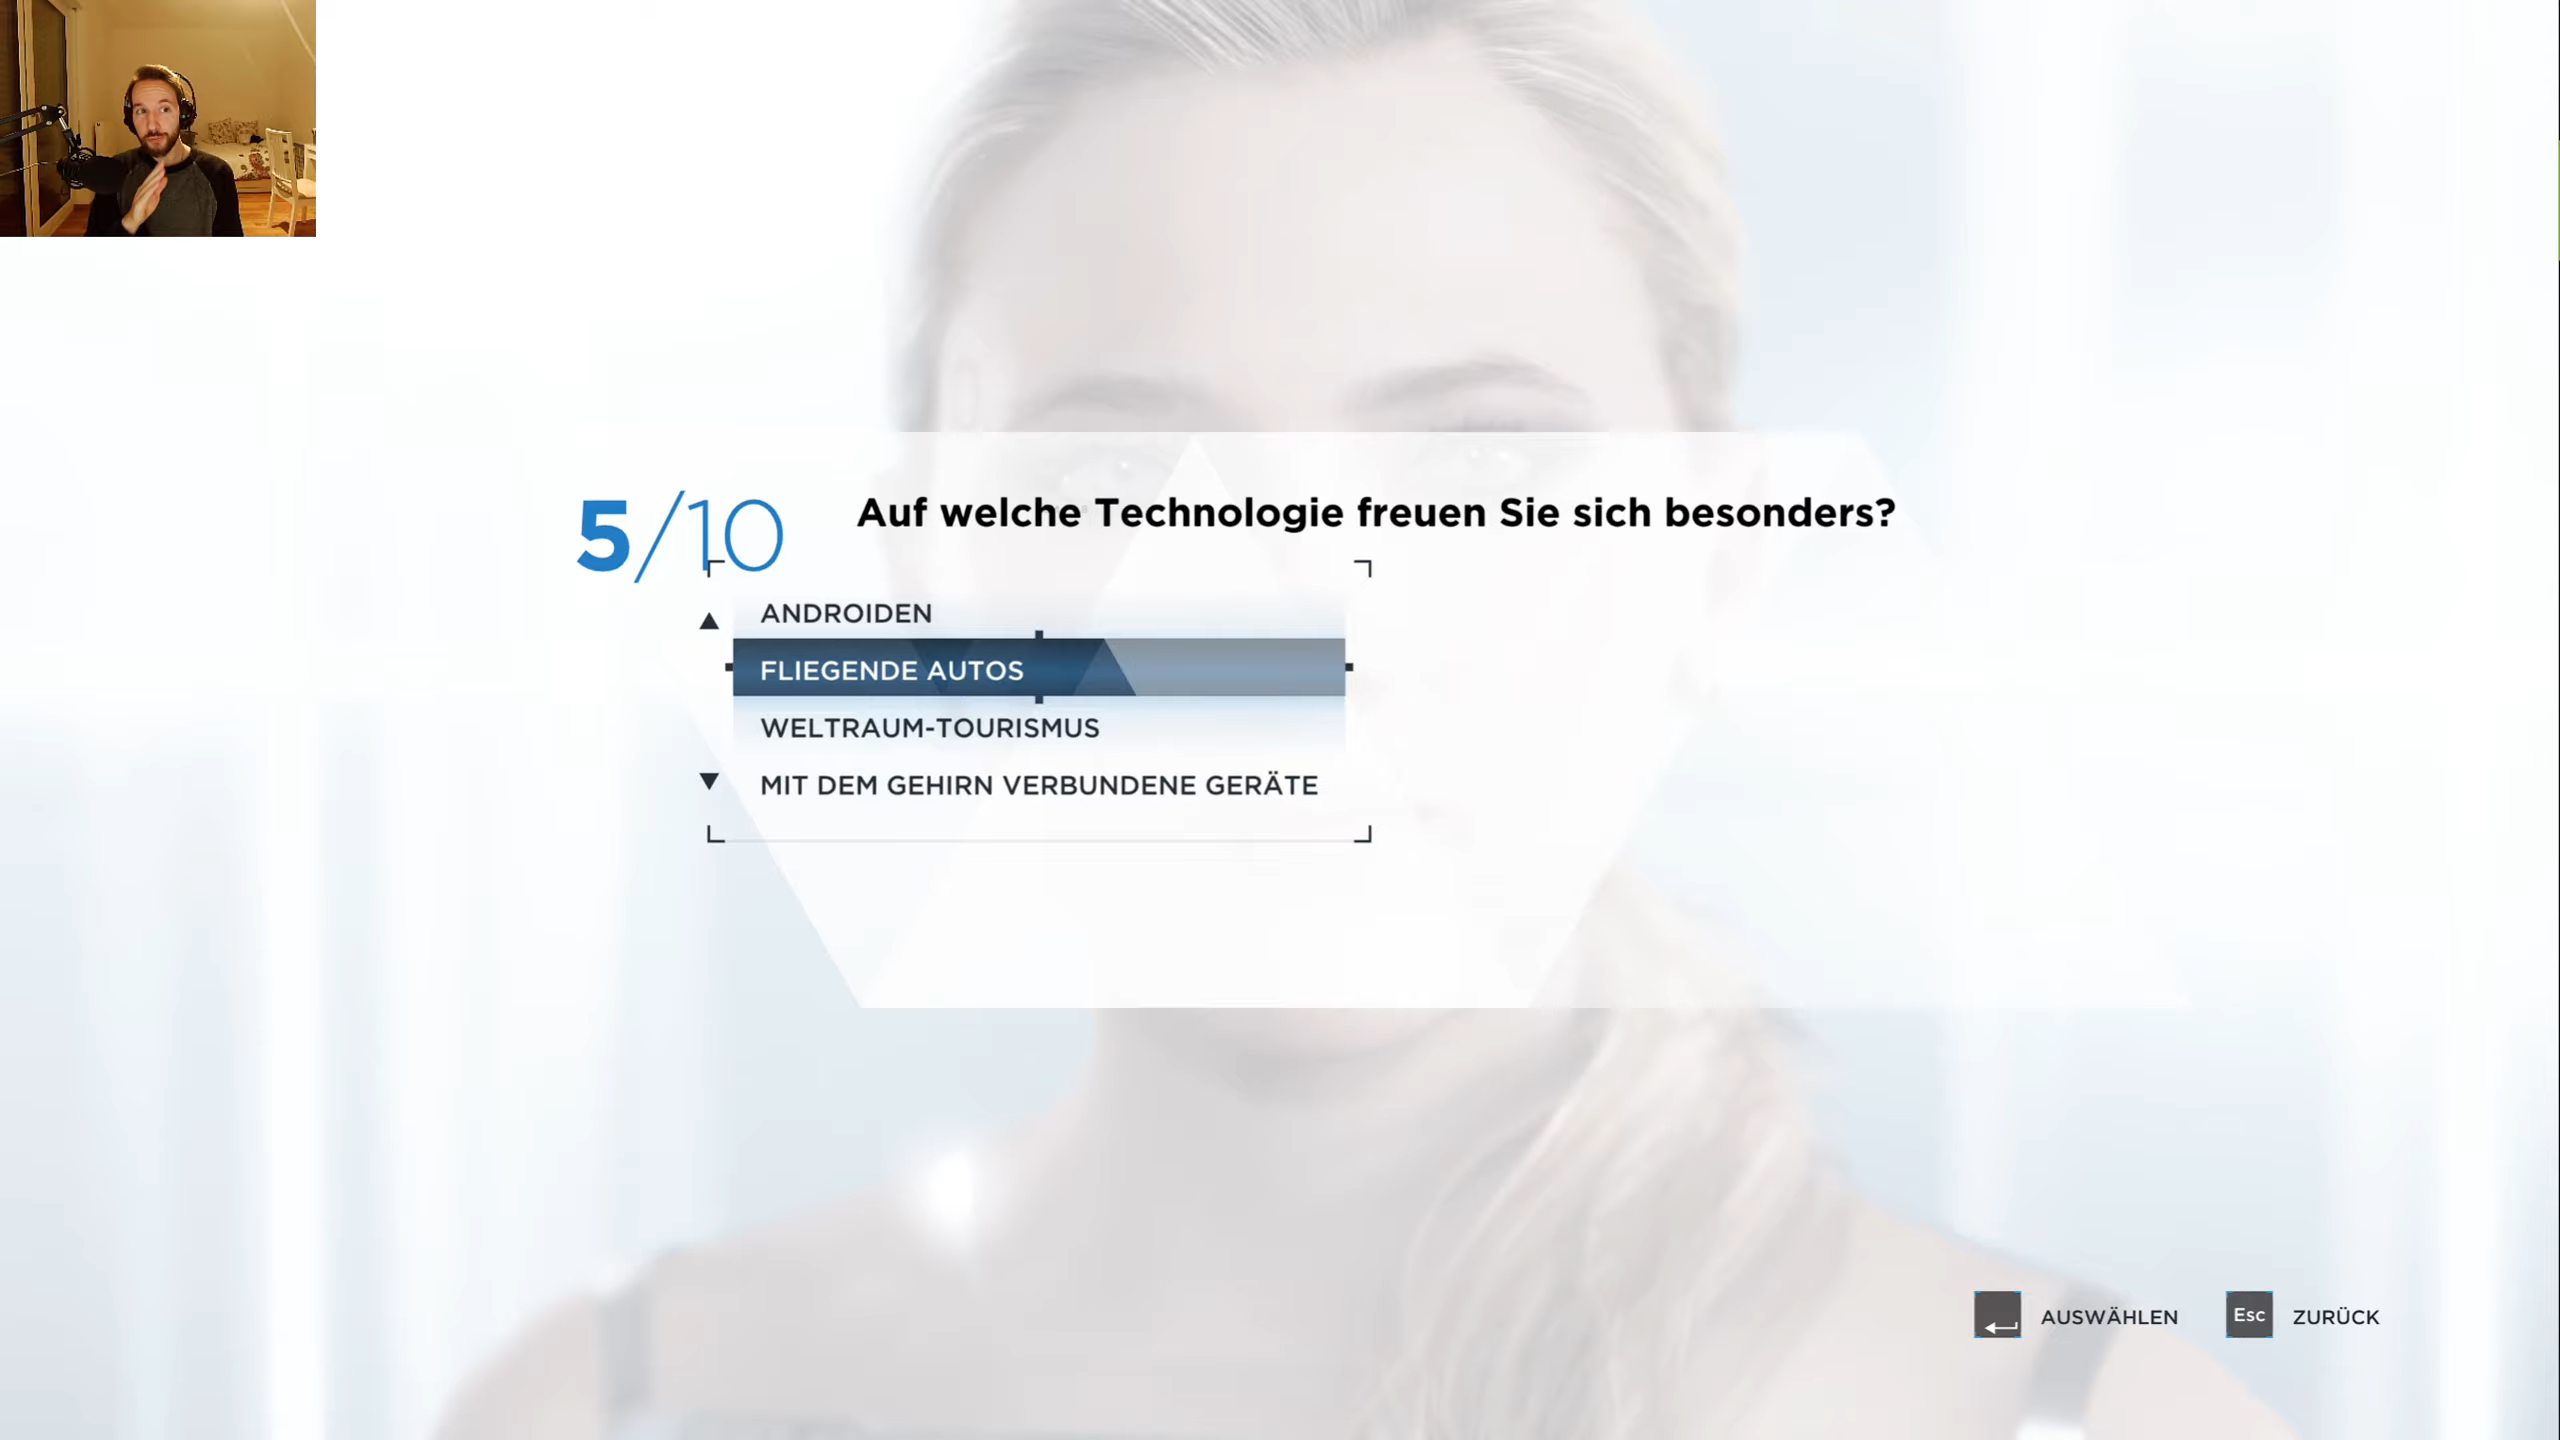 5/10
Auf welche Technologie freuen Sie sich besonders?
ANDROIDEN
FLIEGENDE AUTOS
WELTRAUM-TOURISMUS
MIT DEM GEHIRN VERBUNDENE GERÄTE
AUSWÄHLEN
Esc ZURÜCK